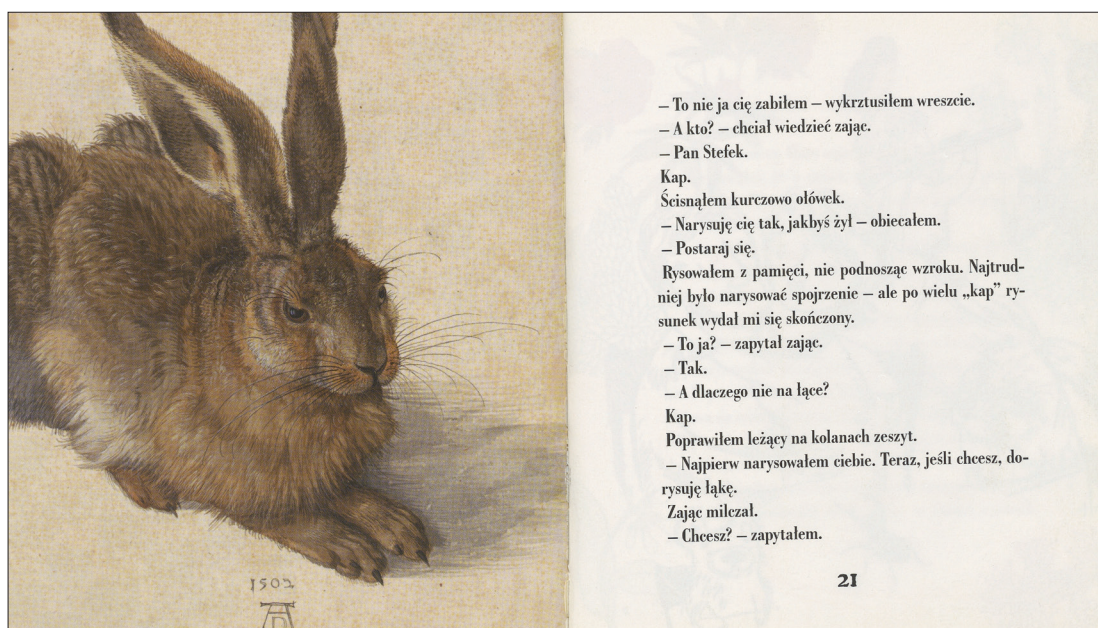 1502
AD
– To nie ja cię zabiłem – wykrztusiłem wreszcie.
– A kto? – chciał wiedzieć zając.
– Pan Stefek.
Kap.
Ścisnąłem kurczowo ołówek.
– Narysuję cię tak, jakbyś żył – obiecałem.
– Postaraj się.
Rysowałem z pamięci, nie podnosząc wzroku. Najtrud-
niej było narysować spojrzenie – ale po wielu „kap” ry-
sunek wydał mi się skończony.
– To ja? – zapytał zając.
– Tak.
– A dlaczego nie na łące?
Kap.
Poprawiłem leżący na kolanach zeszyt.
– Najpierw narysowałem ciebie. Teraz, jeśli chcesz, do-
rysuję łąkę.
Zając milczał.
– Chcesz? – zapytałem.
21